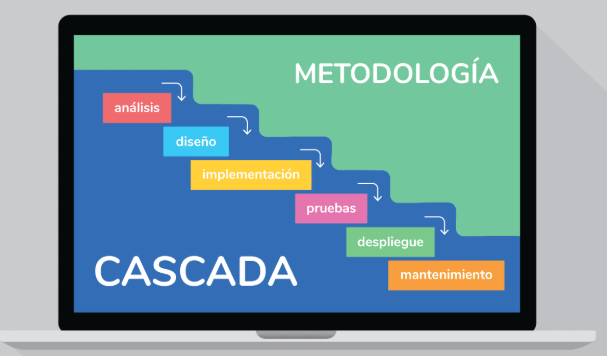 METODOLOGÍA
análisis
diseño
implementación
pruebas
despliegue
CASCADA
mantenimiento